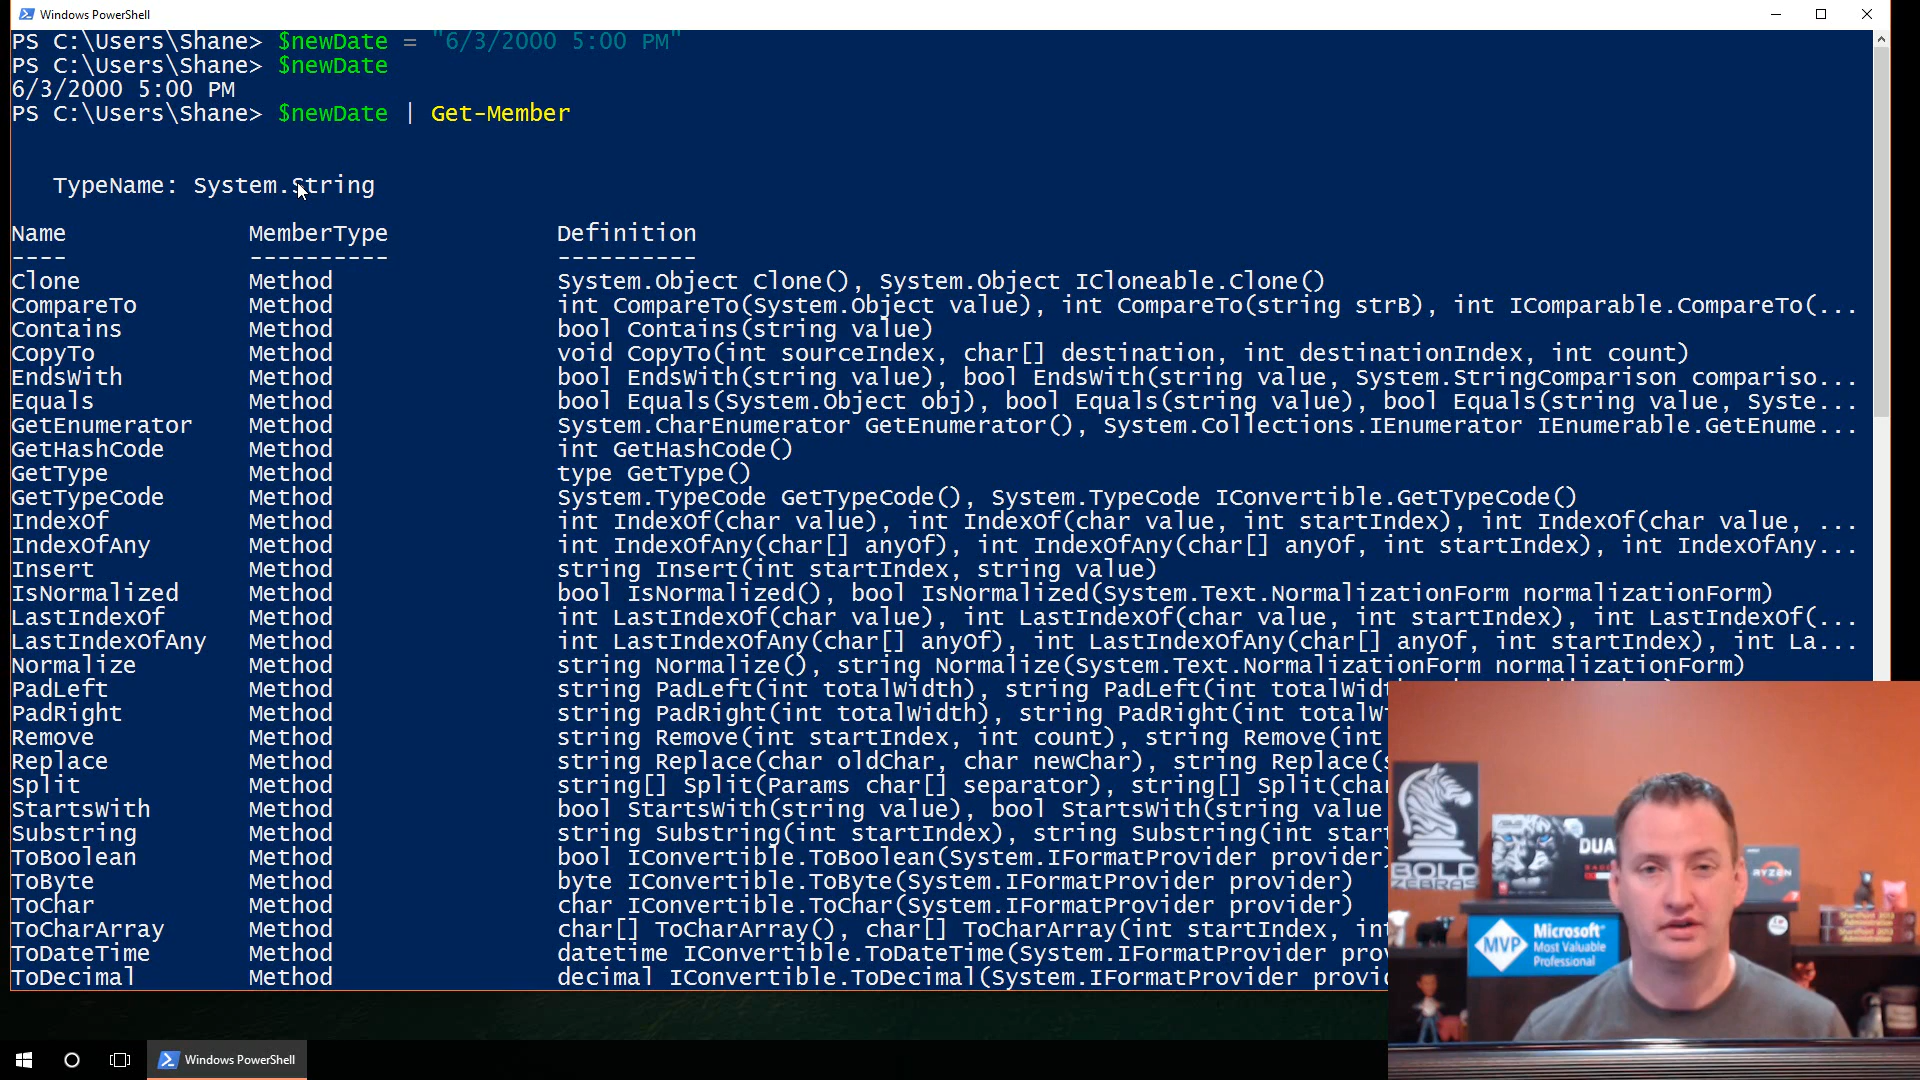 Windows PowerShell
PS C:\Users\Shane> $newDate = "6/3/2000 5:00 PM"
PS C:\Users\Shane> $newDate
6/3/2000 5:00 PM
PS C:\Users\Shane> $newDate | Get-Member
TypeName: System.String
Name MemberType Definition
---- ---------- ----------
Clone Method System.Object Clone(), System.Object ICloneable.Clone()
CompareTo Method int CompareTo(System.Object value), int CompareTo(string strB), int IComparable.CompareTo(...
Contains Method bool Contains(string value)
CopyTo Method void CopyTo(int sourceIndex, char[] destination, int destinationIndex, int count)
EndsWith Method bool EndsWith(string value), bool EndsWith(string value, System.StringComparison compariso...
Equals Method bool Equals(System.Object obj), bool Equals(string value), bool Equals(string value, Syste...
GetEnumerator Method System.CharEnumerator GetEnumerator(), System.Collections.IEnumerator IEnumerable.GetEnume...
GetHashCode Method int GetHashCode()
GetType Method type GetType()
GetTypeCode Method System.TypeCode GetTypeCode(), System.TypeCode IConvertible.GetTypeCode()
IndexOf Method int IndexOf(char value), int IndexOf(char value, int startIndex), int IndexOf(char value, ...
IndexOfAny Method int IndexOfAny(char[] anyOf), int IndexOfAny(char[] anyOf, int startIndex), int IndexOfAny...
Insert Method string Insert(int startIndex, string value)
IsNormalized Method bool IsNormalized(), bool IsNormalized(System.Text.NormalizationForm normalizationForm)
LastIndexOf Method int LastIndexOf(char value), int LastIndexOf(char value, int startIndex), int LastIndexOf(...
LastIndexOfAny Method int LastIndexOfAny(char[] anyOf), int LastIndexOfAny(char[] anyOf, int startIndex), int La...
Normalize Method string Normalize(), string Normalize(System.Text.NormalizationForm normalizationForm)
PadLeft Method string PadLeft(int totalWidth), string PadLeft(int totalWid
PadRight Method string PadRight(int totalWidth), string PadRight(int totalW
Remove Method string Remove(int startIndex, int count), string Remove(int
Replace Method string Replace(char oldChar, char newChar), string Replace(
Split Method string[] Split(Params char[] separator), string[] Split(cha
StartsWith Method bool StartsWith(string value), bool StartsWith(string value
Substring Method string Substring(int startIndex), string Substring(int star
ToBoolean Method bool IConvertible.ToBoolean(System.IFormatProvider provider)
ToByte Method byte IConvertible.ToByte(System.IFormatProvider provider)
ToChar Method char IConvertible.ToChar(System.IFormatProvider provider)
ToCharArray Method char[] ToCharArray(), char[] ToCharArray(int startIndex, in
ToDateTime Method datetime IConvertible.ToDateTime(System.IFormatProvider prov
ToDecimal Method decimal IConvertible.ToDecimal(System.IFormatProvider provi
BOLD
ZEBRAS
DUA
RYZEN
MVP
Microsoft
Most Valuable
Professional
SharePoint 2013
Administration
SharePoint 2013
Administration
Windows PowerShell